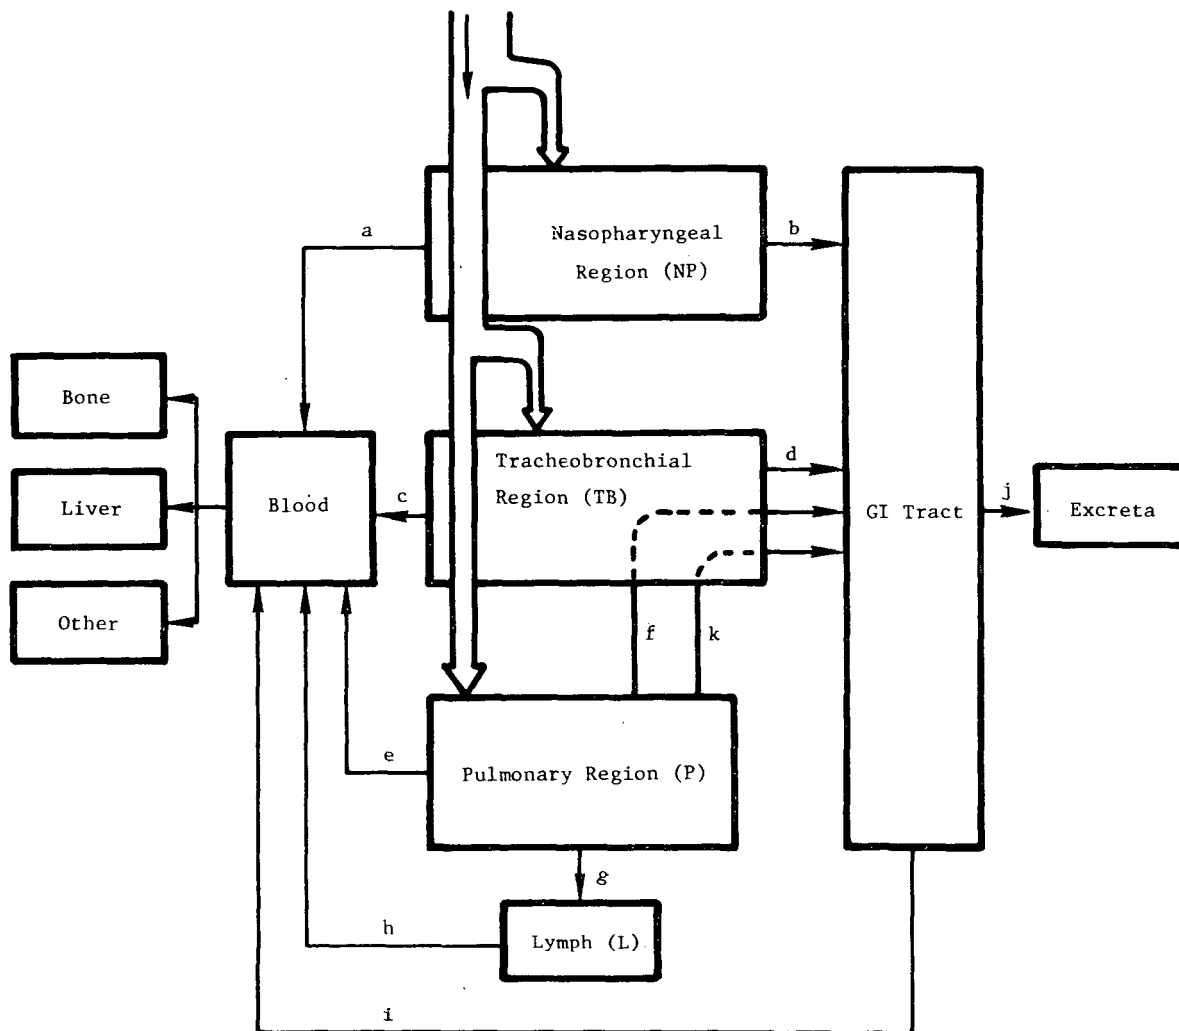 a
Nasopharyngeal
Region (NP)
b
Bone
Liver
Other
Blood
c
Tracheobronchial
Region (TB)
d
GI Tract
j
Excreta
f
k
e
Pulmonary Region (P)
g
h
Lymph (L)
i